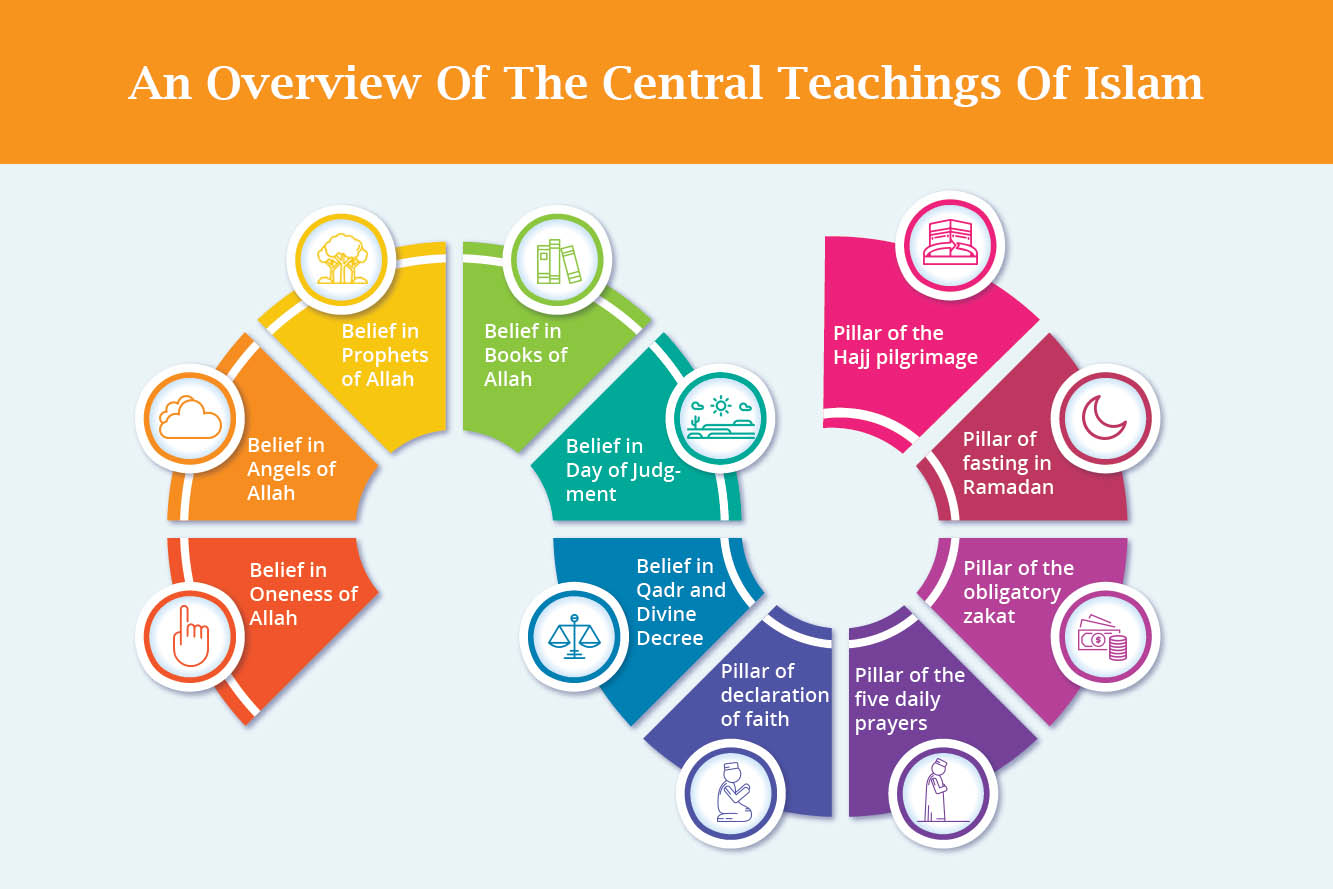 An Overview Of The Central Teachings Of Islam
Belief in
Oneness of
Allah
Belief in
Angels of
Allah
Belief in
Prophets
of Allah
Belief in
Books of
Allah
Belief in
Day of Judg-
ment
Belief in
Qadr and
Divine
Decree
Pillar of
declaration
of faith
Pillar of the
five daily
prayers
Pillar of the
obligatory
zakat
Pillar of
fasting in
Ramadan
Pillar of the
Hajj pilgrimage
$